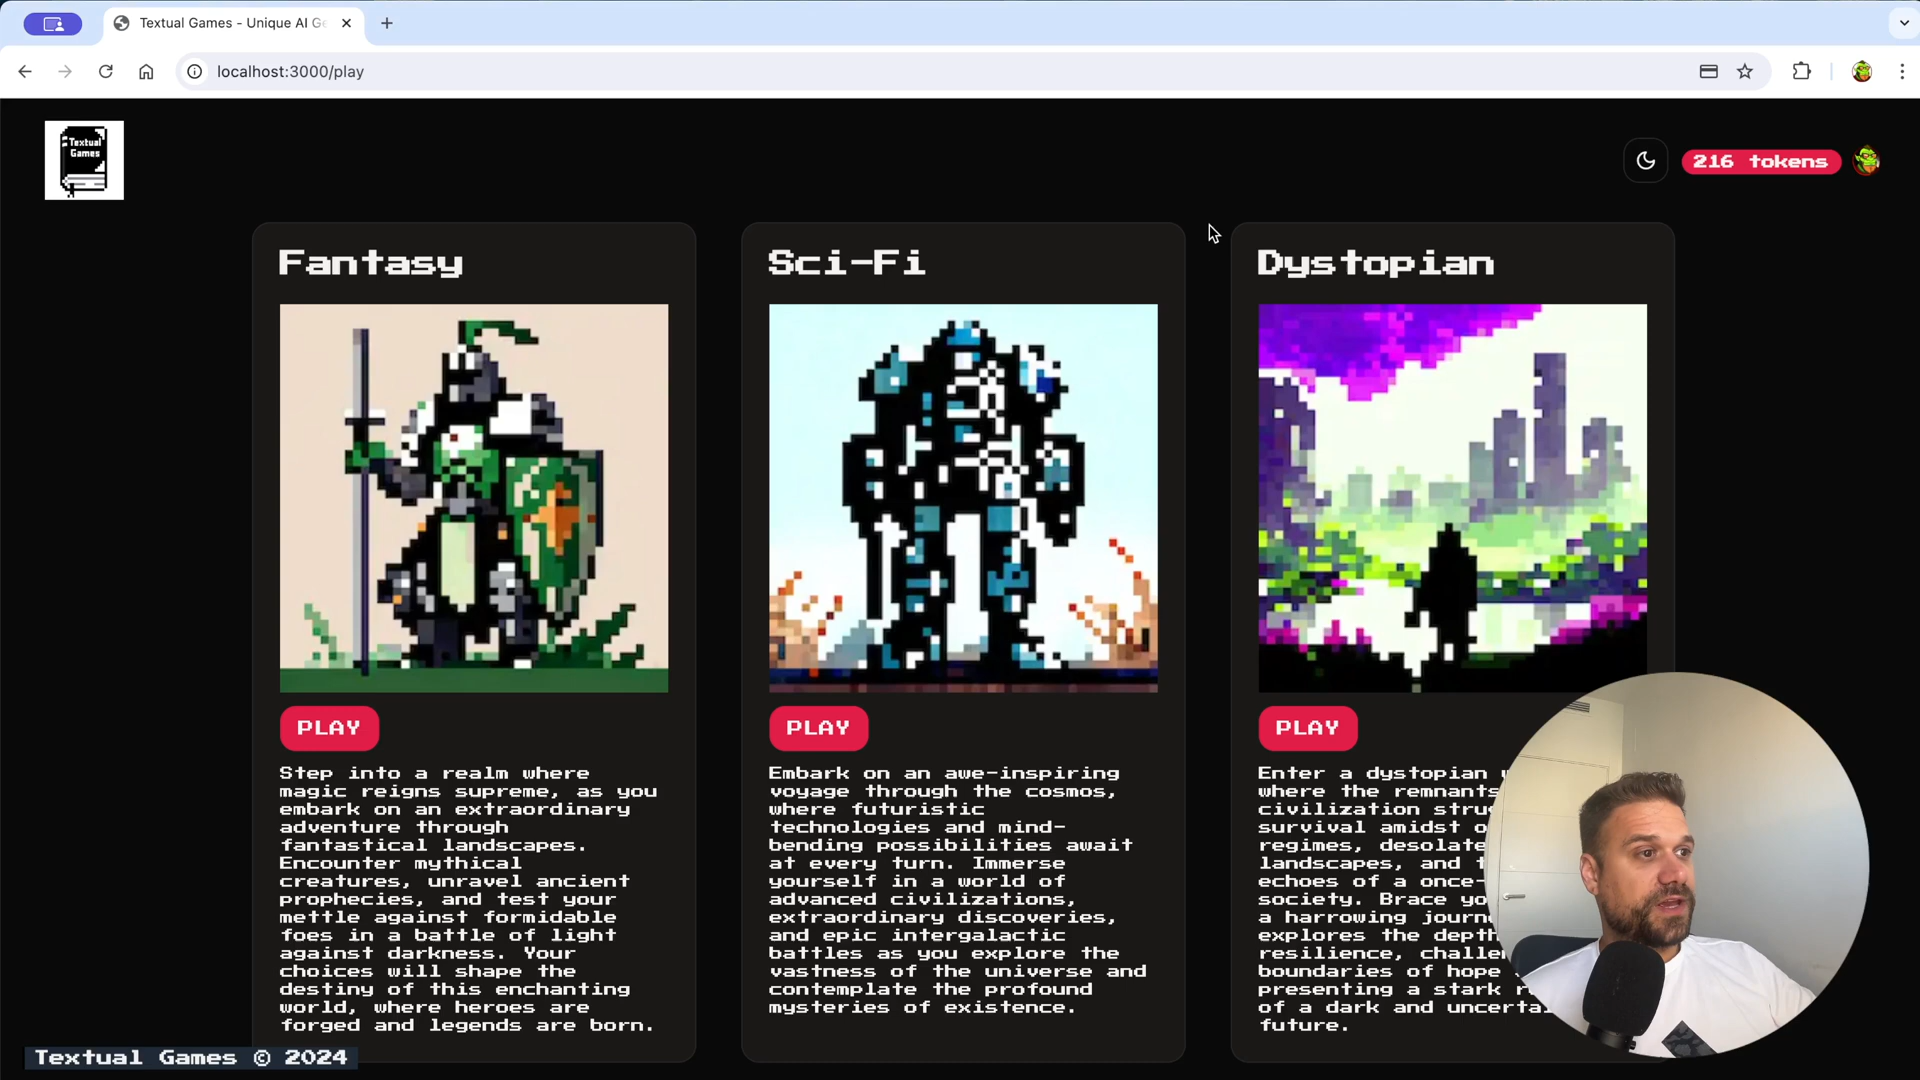 Textual Games - Unique AI Ge
localhost:3000/play
Textual
Games
216 tokens
Fantasy
PLAY
Step into a realm where
magic reigns supreme, as you
embark on an extraordinary
adventure through
fantastical landscapes.
Encounter mythical
creatures, unravel ancient
prophecies, and test your
mettle against formidable
foes in a battle of light
against darkness. Your
choices will shape the
destiny of this enchanting
world, where heroes are
forged and legends are born.
Sci-Fi
PLAY
Embark on an awe-inspiring
voyage through the cosmos,
where futuristic
technologies and mind-
bending possibilities await
at every turn. Immerse
yourself in a world of
advanced civilizations,
extraordinary discoveries,
and epic intergalactic
battles as you explore the
vastness of the universe and
contemplate the profound
mysteries of existence.
Dystopian
PLAY
Enter a dystopian
where the remnants
civilization
survival amidst
regimes, desolate
landscapes, and
echoes of a once-
society. Brace
a harrowing
explores the
resilience,
boundaries of hope
presenting a stark
of a dark and
future.
Textual Games © 2024